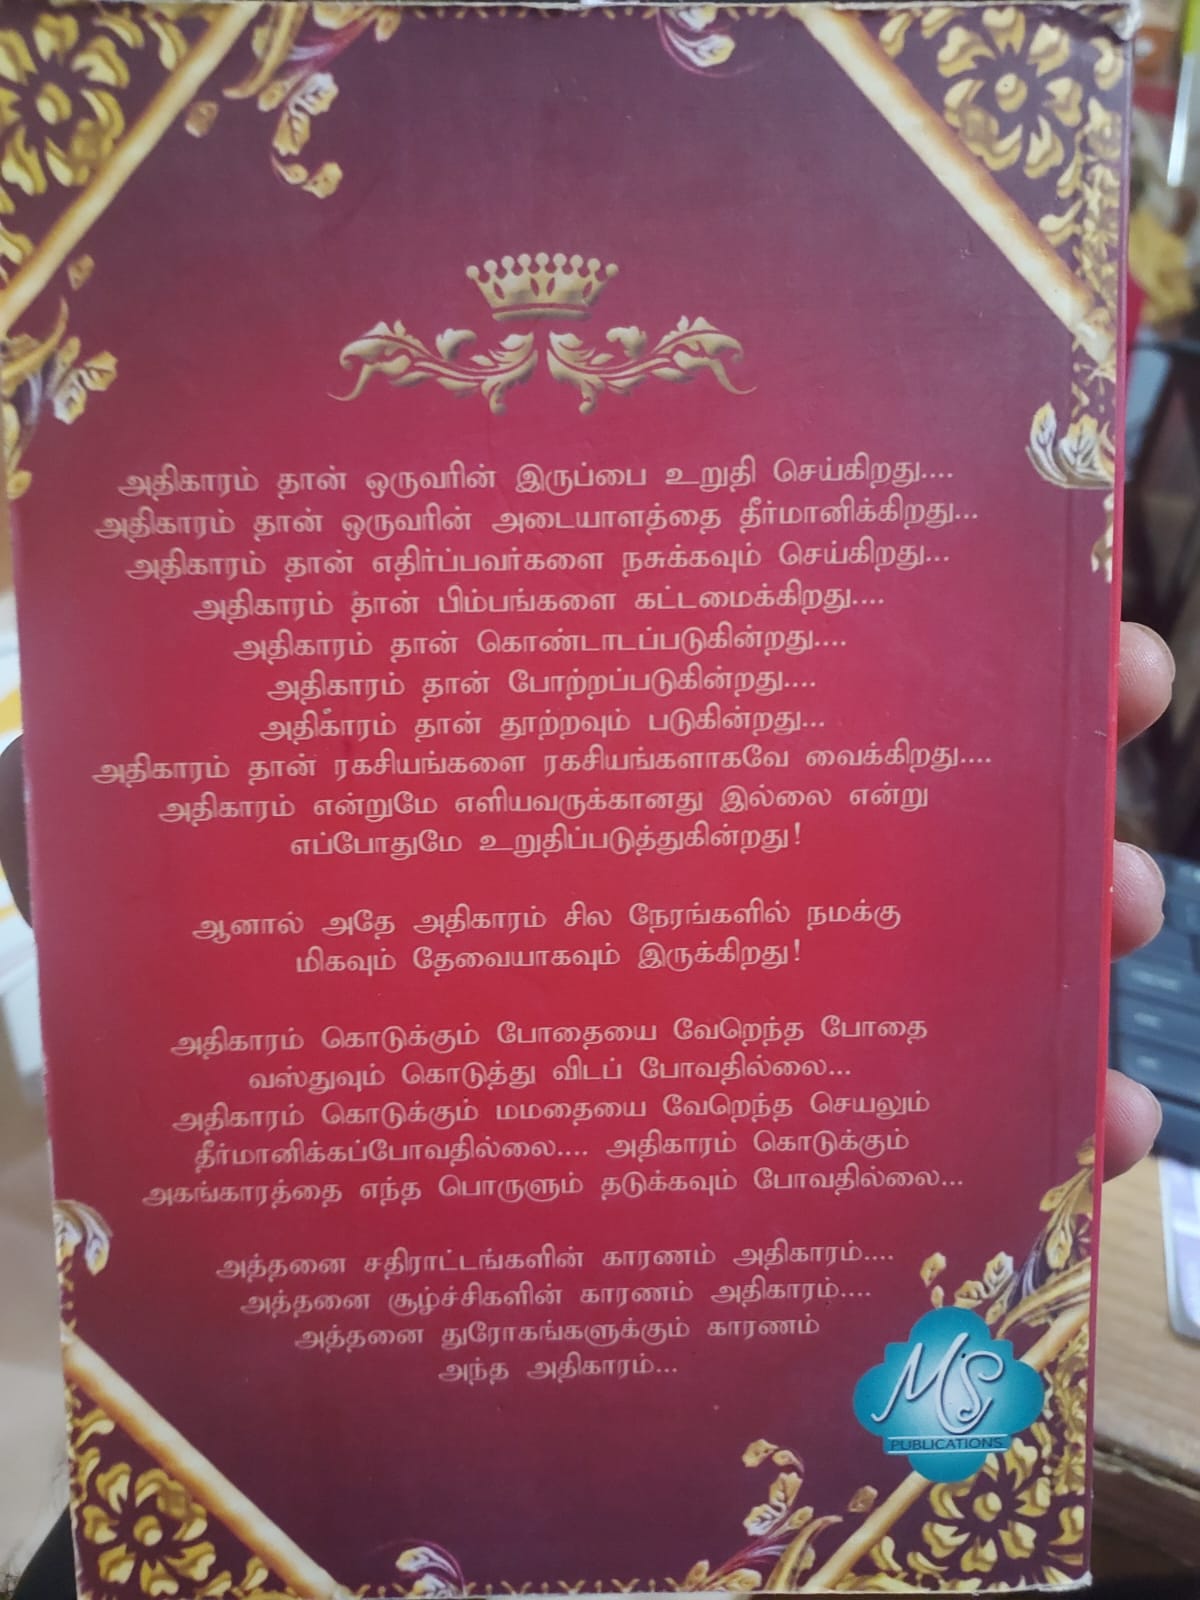 அதிகாரம் தான் ஒருவரின் இருப்பை உறுதி செய்கிறது....
அதிகாரம் தான் ஒருவரின் அடையாளத்தை தீர்மானிக்கிறது...
அதிகாரம் தான் எதிர்ப்பவர்களை நசுக்கவும் செய்கிறது...
அதிகாரம் தான் பிம்பங்களை கட்டமைக்கிறது....
அதிகாரம் தான் கொண்டாடப்படுகின்றது....
அதிகாரம் தான் போற்றப்படுகின்றது....
அதிகாரம் தான் தூற்றவும் படுகின்றது...
அதிகாரம் தான் ரகசியங்களை ரகசியங்களாகவே வைக்கிறது....
அதிகாரம் என்றுமே எளியவருக்கானது இல்லை என்று
எப்போதுமே உறுதிப்படுத்துகின்றது!
ஆனால் அதே அதிகாரம் சில நேரங்களில் நமக்கு
மிகவும் தேவையாகவும் இருக்கிறது!
அதிகாரம் கொடுக்கும் போதையை வேறெந்த போதை
வஸ்துவும் கொடுத்து விடப் போவதில்லை...
அதிகாரம் கொடுக்கும் மமதையை வேறெந்த செயலும்
தீர்மானிக்கப்போவதில்லை.... அதிகாரம் கொடுக்கும்
அகங்காரத்தை எந்த பொருளும் தடுக்கவும் போவதில்லை...
அத்தனை சதிராட்டங்களின் காரணம் அதிகாரம்....
அத்தனை சூழ்ச்சிகளின் காரணம் அதிகாரம்....
அத்தனை துரோகங்களுக்கும் காரணம்
அந்த அதிகாரம்...
MS
PUBLICATIONS